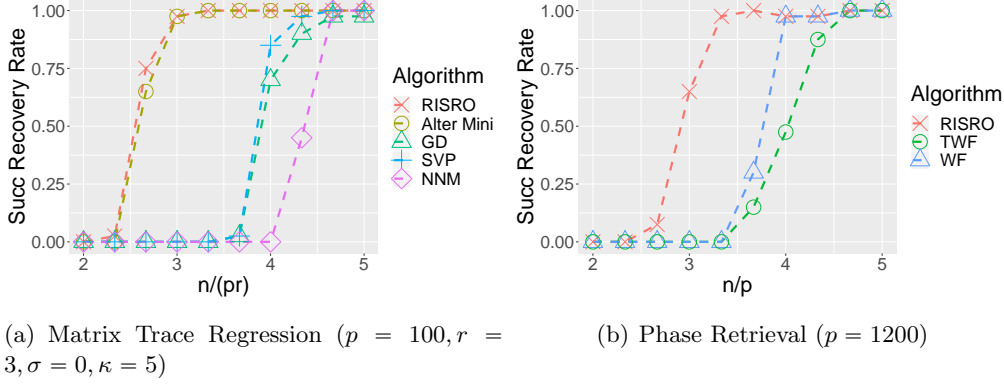 1.00
0.75
0.50
0.25
0.00
Succ Recovery Rate
2 3 4 5
n/(pr)
Algorithm
RISRO
Alter Mini
GD
SVP
NNM
1.00
0.75
0.50
0.25
0.00
Succ Recovery Rate
2 3 4 5
n/p
Algorithm
RISRO
TWF
WF
(a) Matrix Trace Regression (p = 100, r =
3, σ = 0, κ = 5)
(b) Phase Retrieval (p = 1200)